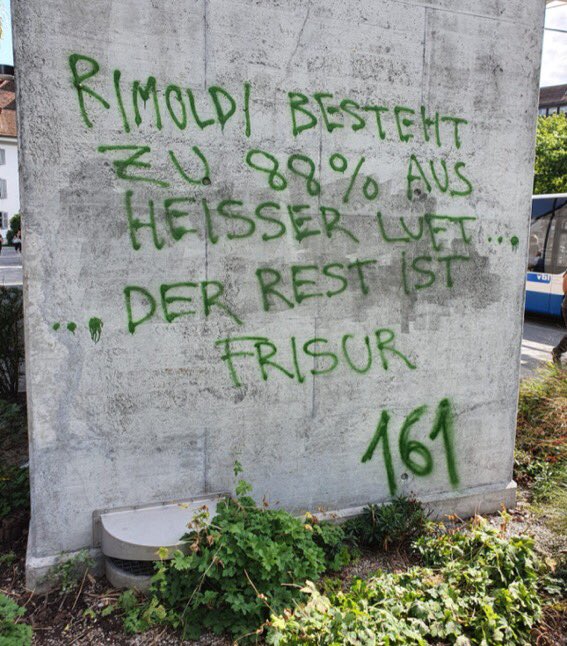 RIMOLDI BESTEHT
ZU 88% AUS
HEISSER LUFT...
...DER REST IST
FRISUR
161